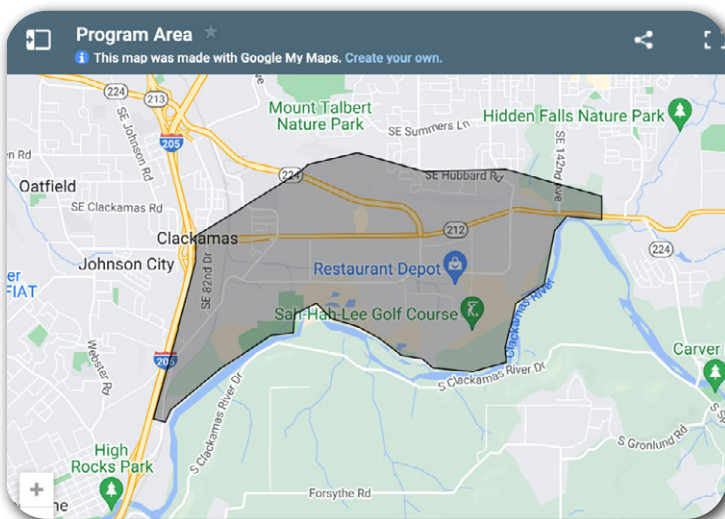 Program Area
This map was made with Google My Maps. Create your own.
224
213
Mount Talbert
Nature Park
Hidden Falls Nature Park
SE Summers Ln
SE Johnson Rd
205
SE 142nd Ave
Rd
224
SE Hubbard Rd
Oatfield
SE Clackamas Rd
212
Clackamas
224
Johnson City
Restaurant Depot
SE 82nd Dr
FIAT
Sah-Hah-Lee Golf Course
Clackamas River
Webster Rd
205
Carver
S Clackamas River Dr
S Clackamas River Dr
S Gronlund Rd
High
Rocks Park
Forsythe Rd